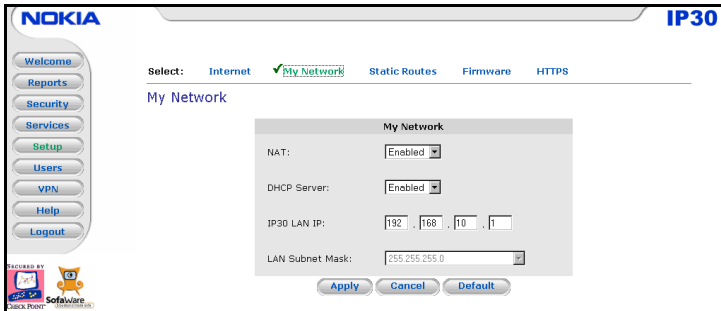 NOKIA
IP30
Welcome
Reports
Security
Services
Setup
Users
VPN
Help
Logout
Select: Internet My Network Static Routes Firmware HTTPS
My Network
My Network
NAT: Enabled
DHCP Server: Enabled
IP30 LAN IP: 192 . 168 . 10 . 1
LAN Subnet Mask: 255.255.255.0
Apply Cancel Default
SECURED BY
CHECK POINT
SofaWare